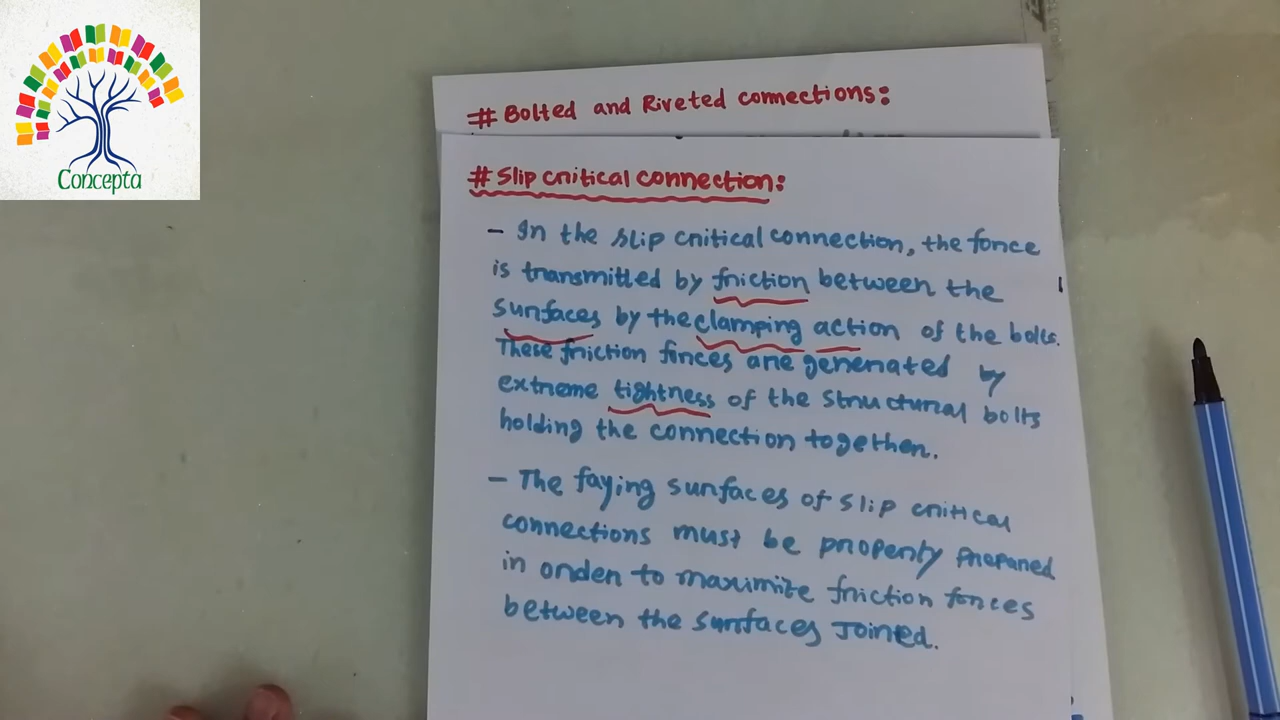 Concepta
# Bolted and Riveted connections:
# Slip critical connection:
- In the slip critical connection, the force
is transmitted by friction between the
surfaces by the clamping action of the bolts.
These friction forces are generated by
extreme tightness of the structural bolts
holding the connection together.
- The faying surfaces of slip critical
connections must be properly prepared
in order to maximize friction forces
between the surfaces Joined.